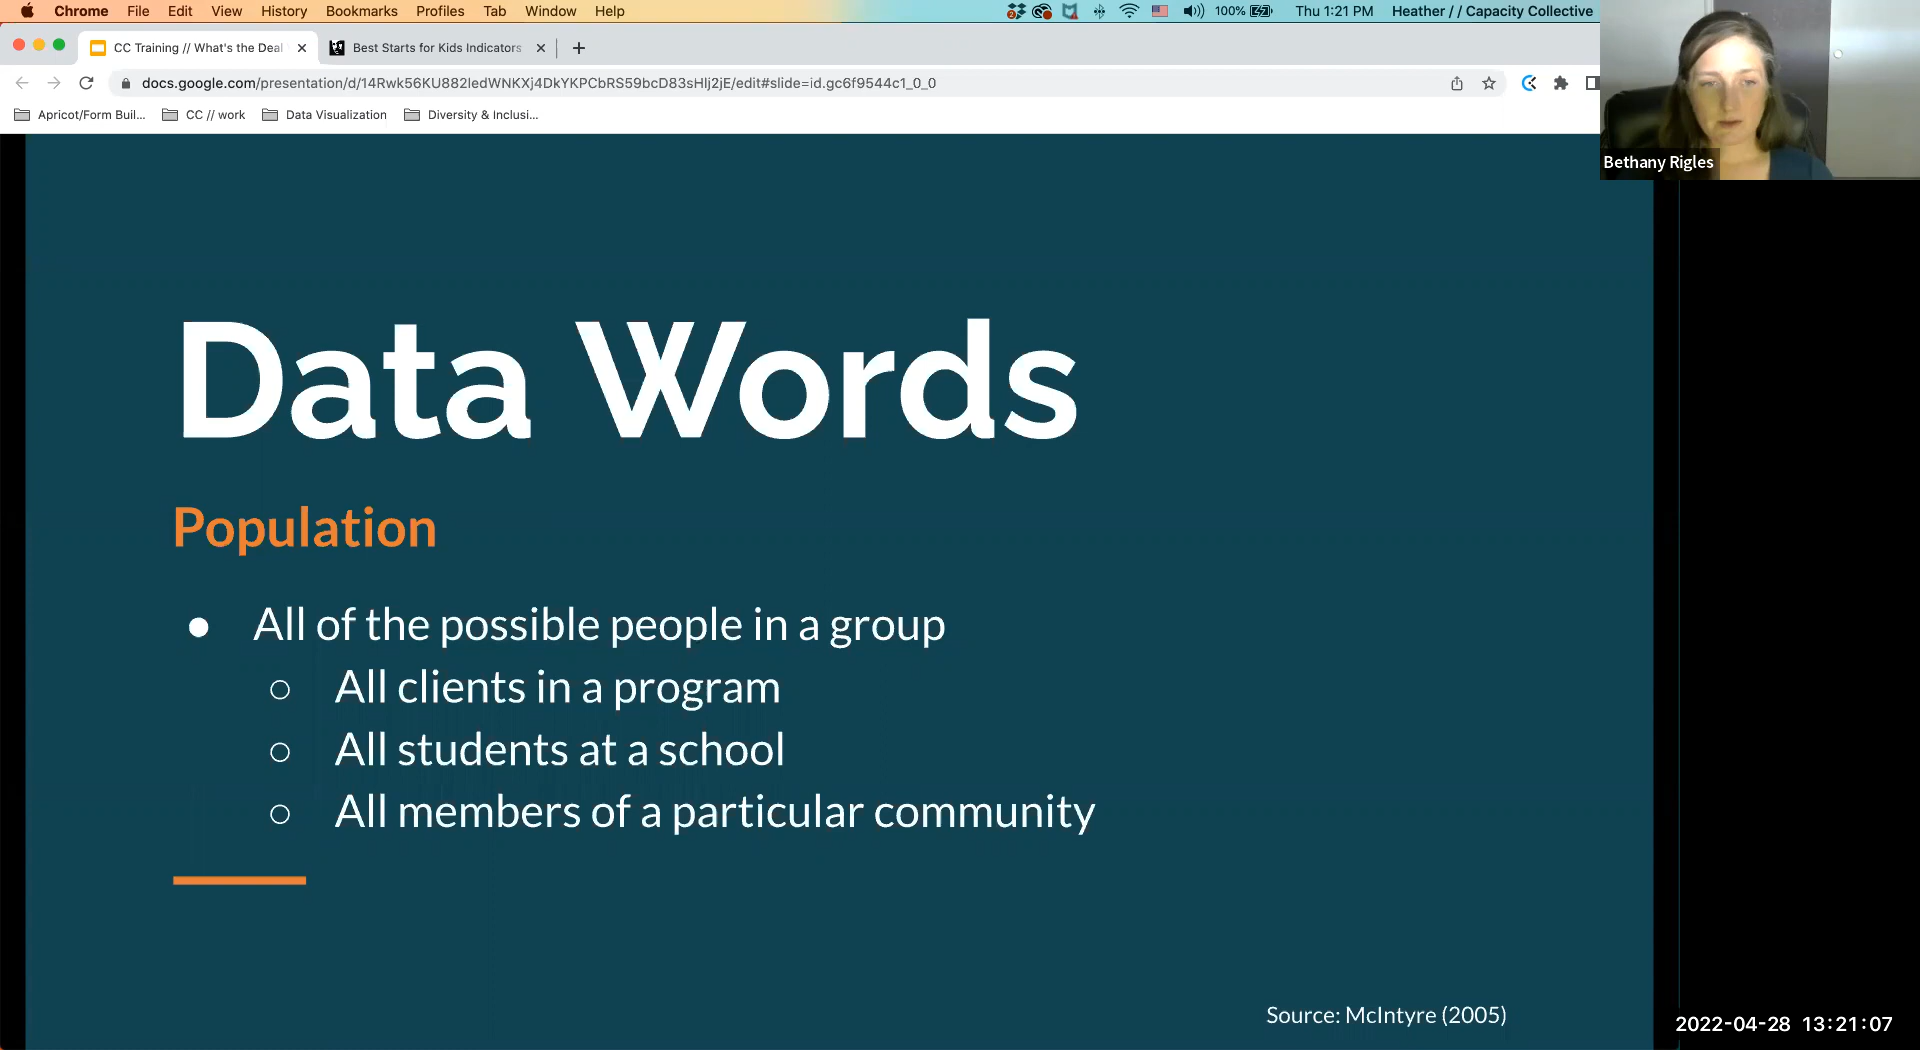 Chrome File Edit View History Bookmarks Profiles Tab Window Help 100% Thu 1:21 PM Heather / / Capacity Collective
CC Training // What's the Deal Best Starts for Kids Indicators
docs.google.com/presentation/d/14Rwk56KU882ledWNKXj4DkYKPCbRS59bcD83sHlj2jE/edit#slide=id.gc6f9544c1_0_0
Apricot/Form Buil... CC // work Data Visualization Diversity & Inclusi...
Bethany Rigles
Data Words
Population
● All of the possible people in a group
○ All clients in a program
○ All students at a school
○ All members of a particular community
Source: McIntyre (2005)
2022-04-28 13:21:07